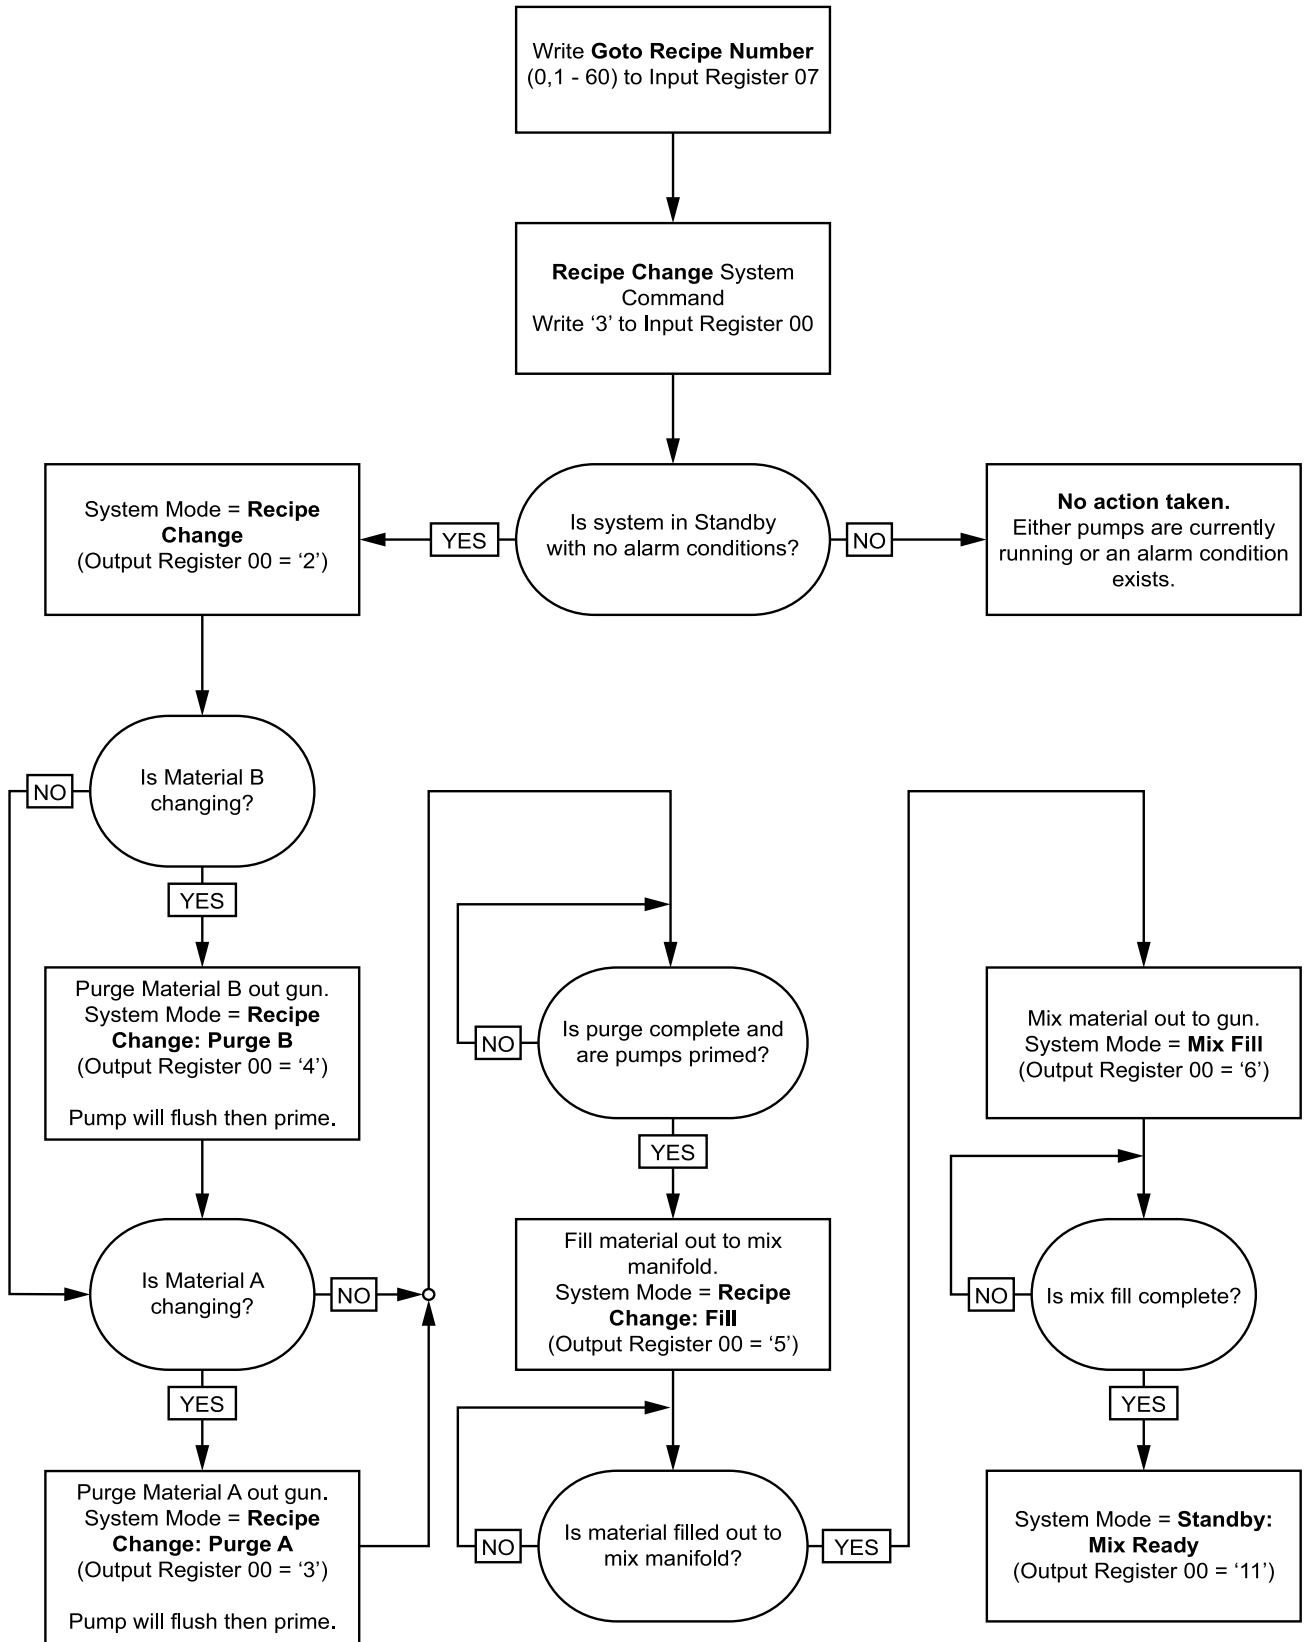 Write Goto Recipe Number
(0,1 - 60) to Input Register 07
Recipe Change System
Command
Write ‘3’ to Input Register 00
Is system in Standby
with no alarm conditions?
YES
NO
System Mode = Recipe
Change
(Output Register 00 = ‘2’)
No action taken.
Either pumps are currently
running or an alarm condition
exists.
Is Material B
changing?
NO
YES
Purge Material B out gun.
System Mode = Recipe
Change: Purge B
(Output Register 00 = ‘4’)
Pump will flush then prime.
Is Material A
changing?
NO
YES
Purge Material A out gun.
System Mode = Recipe
Change: Purge A
(Output Register 00 = ‘3’)
Pump will flush then prime.
Is purge complete and
are pumps primed?
NO
YES
Fill material out to mix
manifold.
System Mode = Recipe
Change: Fill
(Output Register 00 = ‘5’)
Is material filled out to
mix manifold?
NO
YES
Mix material out to gun.
System Mode = Mix Fill
(Output Register 00 = ‘6’)
Is mix fill complete?
NO
YES
System Mode = Standby:
Mix Ready
(Output Register 00 = ‘11’)